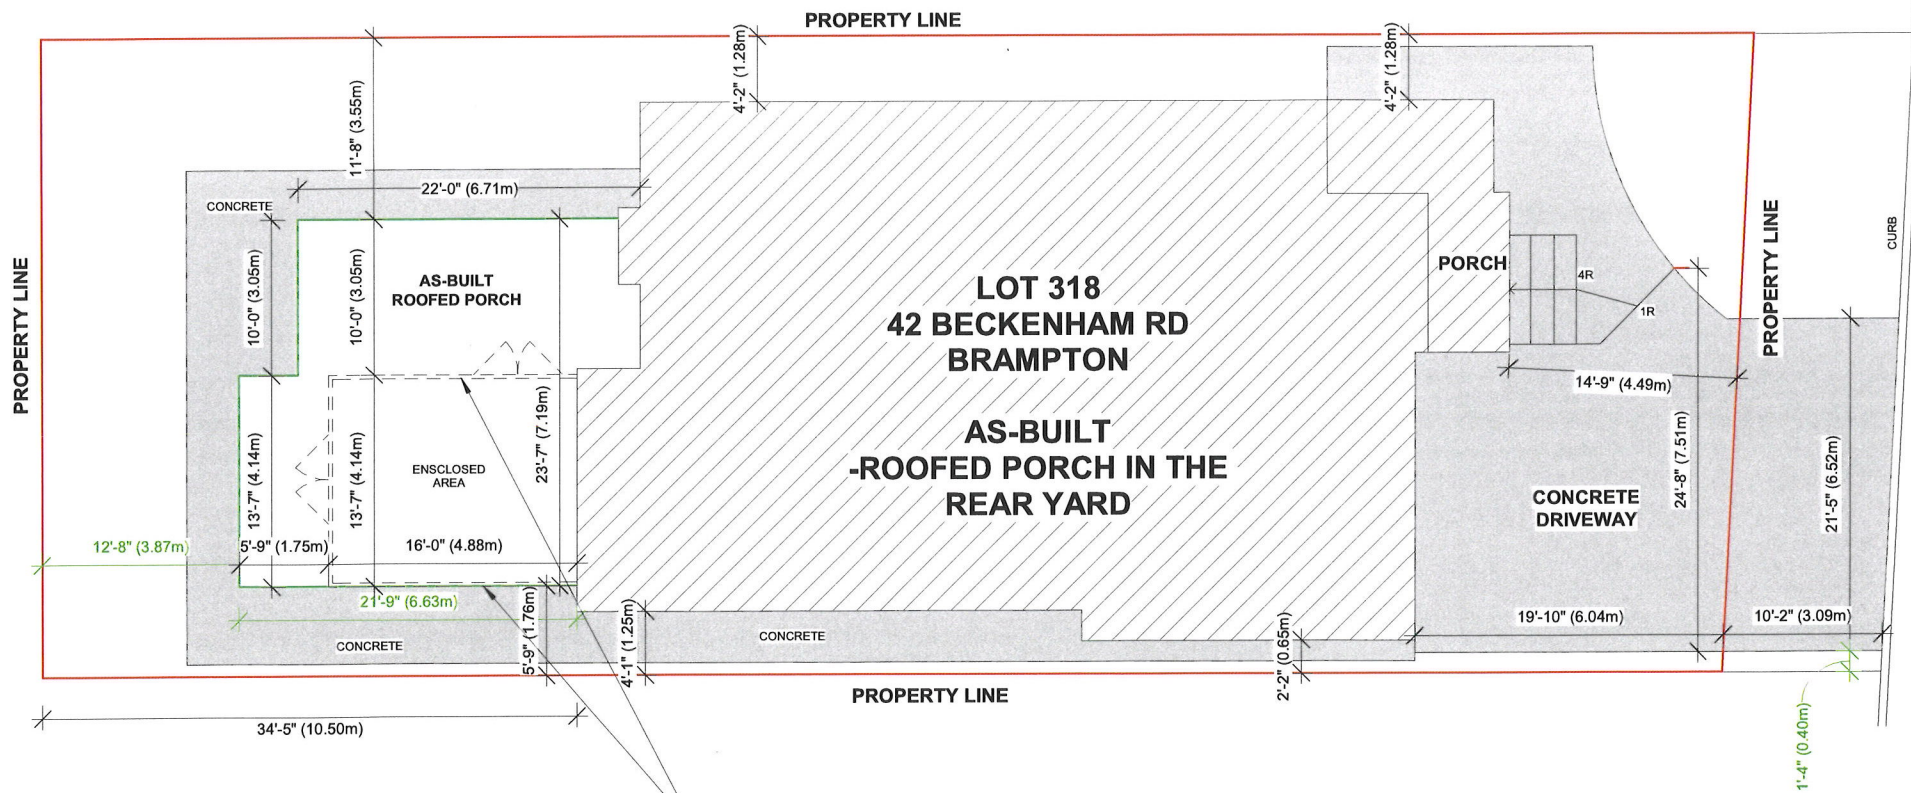 PROPERTY LINE
4'-2" (1.28m)
4'-2" (1.28m)
11'-8" (3.55m)
22'-0" (6.71m)
CONCRETE
10'-0" (3.05m)
10'-0" (3.05m)
AS-BUILT
ROOFED PORCH
PROPERTY LINE
LOT 318
42 BECKENHAM RD
BRAMPTON
AS-BUILT
-ROOFED PORCH IN THE
REAR YARD
PORCH
4R
1R
PROPERTY LINE
CURB
14'-9" (4.49m)
23'-7" (7.19m)
13'-7" (4.14m)
13'-7" (4.14m)
ENSCLOSED
AREA
24'-8" (7.51m)
21'-5" (6.52m)
CONCRETE
DRIVEWAY
12'-8" (3.87m)
5'-9" (1.75m)
16'-0" (4.88m)
21'-9" (6.63m)
5'-9" (1.76m)
4'-1" (1.25m)
CONCRETE
CONCRETE
2'-2" (0.65m)
19'-10" (6.04m)
10'-2" (3.09m)
PROPERTY LINE
34'-5" (10.50m)
1'-4" (0.40m)